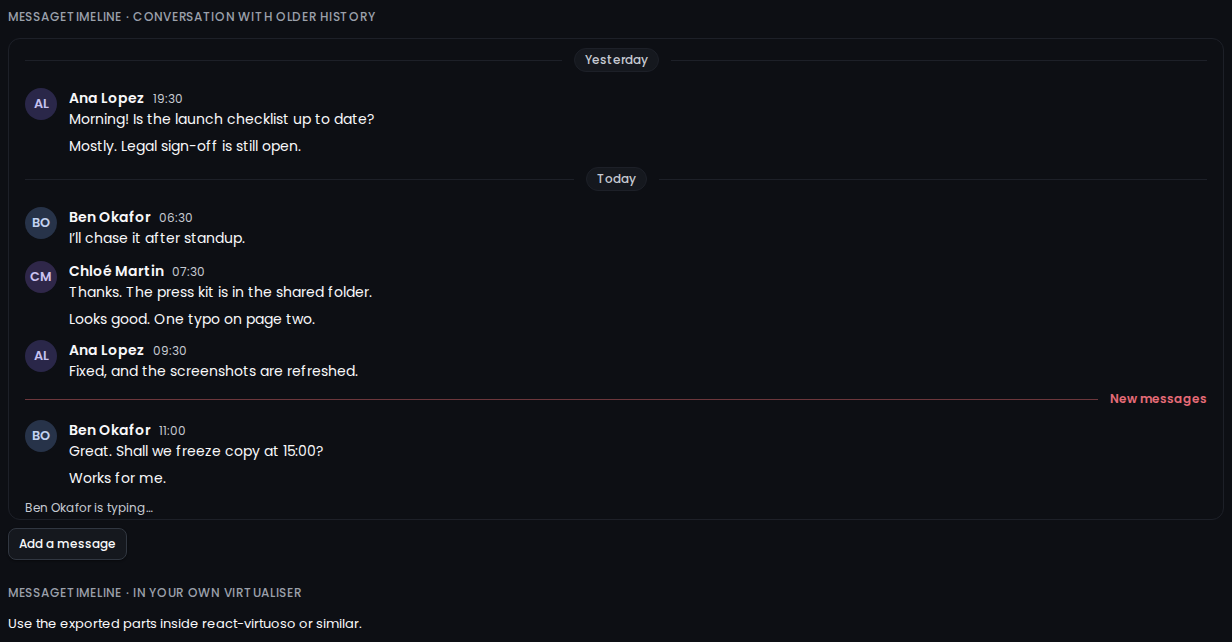 MESSAGETIMELINE · CONVERSATION WITH OLDER HISTORY
Yesterday
AL
Ana Lopez 19:30
Morning! Is the launch checklist up to date?
Mostly. Legal sign-off is still open.
Today
BO
Ben Okafor 06:30
I’ll chase it after standup.
CM
Chloé Martin 07:30
Thanks. The press kit is in the shared folder.
Looks good. One typo on page two.
AL
Ana Lopez 09:30
Fixed, and the screenshots are refreshed.
New messages
BO
Ben Okafor 11:00
Great. Shall we freeze copy at 15:00?
Works for me.
Ben Okafor is typing…
Add a message
MESSAGETIMELINE · IN YOUR OWN VIRTUALISER
Use the exported parts inside react-virtuoso or similar.